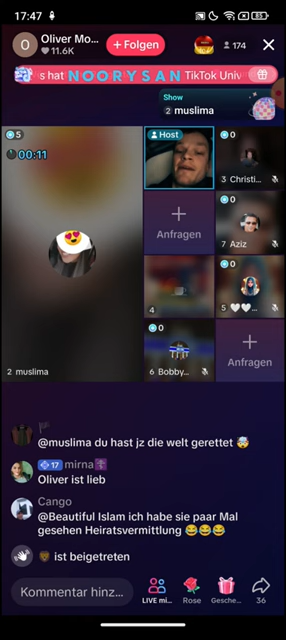 17:47
85
Oliver Mo...
11.6K
+ Folgen
174
s hat NOORYSAN TikTok Univ
Show
2 muslima
5
00:11
Host
0
3 Christi...
Anfragen
0
7 Aziz
4
0
5 🤍🤍...
0
6 Bobby...
Anfragen
2 muslima
@muslima du hast jz die welt gerettet 🤯
17 mirna
Oliver ist lieb
Cango
@Beautiful Islam ich habe sie paar Mal
gesehen Heiratsvermittlung 😂😂😂
ist beigetreten
Kommentar hinz...
LIVE mi...
Rose
Gesche...
36